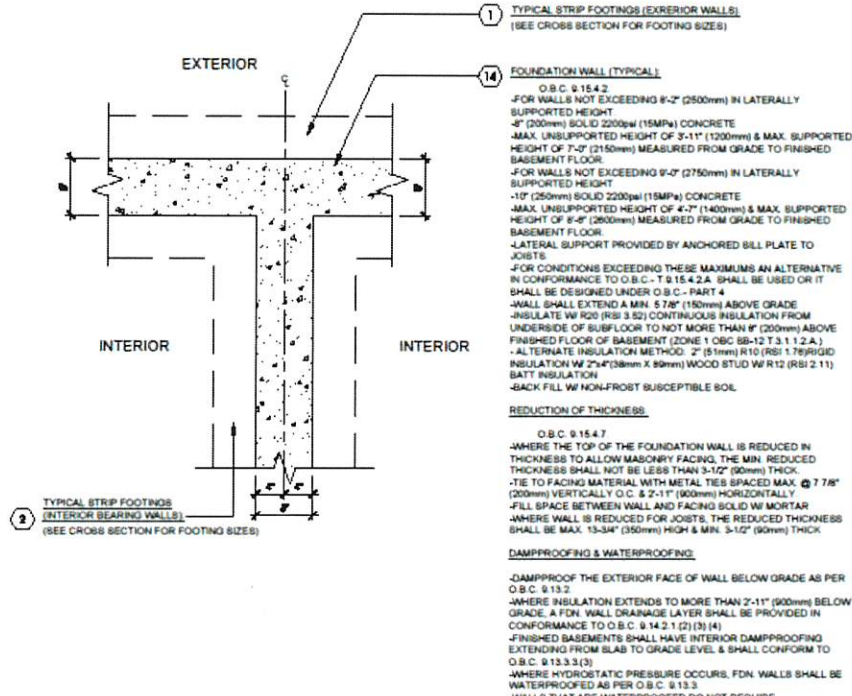 1 TYPICAL STRIP FOOTINGS (EXRERIOR WALLS)
(SEE CROSS SECTION FOR FOOTING SIZES)
EXTERIOR
14 FOUNDATION WALL (TYPICAL)
O.B.C. 9.15.4.2
-FOR WALLS NOT EXCEEDING 8'-2" (2500mm) IN LATERALLY
SUPPORTED HEIGHT
-8" (200mm) SOLID 2200psi (15MPa) CONCRETE
-MAX. UNSUPPORTED HEIGHT OF 3'-11" (1200mm) & MAX. SUPPORTED
HEIGHT OF 7'-0" (2150mm) MEASURED FROM GRADE TO FINISHED
BASEMENT FLOOR.
-FOR WALLS NOT EXCEEDING 9'-0" (2750mm) IN LATERALLY
SUPPORTED HEIGHT
-10" (250mm) SOLID 2200psi (15MPa) CONCRETE
-MAX. UNSUPPORTED HEIGHT OF 4'-7" (1400mm) & MAX. SUPPORTED
HEIGHT OF 8'-6" (2600mm) MEASURED FROM GRADE TO FINISHED
BASEMENT FLOOR.
-LATERAL SUPPORT PROVIDED BY ANCHORED SILL PLATE TO
JOISTS
-FOR CONDITIONS EXCEEDING THESE MAXIMUMS AN ALTERNATIVE
IN CONFORMANCE TO O.B.C.- T.9.15.4.2.A SHALL BE USED OR IT
SHALL BE DESIGNED UNDER O.B.C.- PART 4
-WALL SHALL EXTEND A MIN. 5 7/8" (150mm) ABOVE GRADE
-INSULATE W/ R20 (RSI 3.52) CONTINUOUS INSULATION FROM
UNDERSIDE OF SUBFLOOR TO NOT MORE THAN 8" (200mm) ABOVE
FINISHED FLOOR OF BASEMENT (ZONE 1 OBC SB-12 T.3.1.1.2.A.)
- ALTERNATE INSULATION METHOD: 2" (51mm) R10 (RSI 1.76)RIGID
INSULATION W/ 2"x4"(38mm X 89mm) WOOD STUD W/ R12 (RSI 2.11)
BATT INSULATION
-BACK FILL W/ NON-FROST SUSCEPTIBLE SOIL
8"
8"
INTERIOR
INTERIOR
REDUCTION OF THICKNESS
O.B.C. 9.15.4.7
-WHERE THE TOP OF THE FOUNDATION WALL IS REDUCED IN
THICKNESS TO ALLOW MASONRY FACING, THE MIN. REDUCED
THICKNESS SHALL NOT BE LESS THAN 3-1/2" (90mm) THICK.
-TIE TO FACING MATERIAL WITH METAL TIES SPACED MAX. @ 7 7/8"
(200mm) VERTICALLY O.C. & 2'-11" (900mm) HORIZONTALLY
-FILL SPACE BETWEEN WALL AND FACING SOLID W/ MORTAR
-WHERE WALL IS REDUCED FOR JOISTS, THE REDUCED THICKNESS
SHALL BE MAX. 13-3/4" (350mm) HIGH & MIN. 3-1/2" (90mm) THICK
4" 4"
8"
2 TYPICAL STRIP FOOTINGS
(INTERIOR BEARING WALLS)
(SEE CROSS SECTION FOR FOOTING SIZES)
DAMPPROOFING & WATERPROOFING:
-DAMPPROOF THE EXTERIOR FACE OF WALL BELOW GRADE AS PER
O.B.C. 9.13.2
-WHERE INSULATION EXTENDS TO MORE THAN 2'-11" (900mm) BELOW
GRADE, A FDN. WALL DRAINAGE LAYER SHALL BE PROVIDED IN
CONFORMANCE TO O.B.C. 9.14.2.1.(2) (3) (4)
-FINISHED BASEMENTS SHALL HAVE INTERIOR DAMPPROOFING
EXTENDING FROM SLAB TO GRADE LEVEL & SHALL CONFORM TO
O.B.C. 9.13.3.3.(3)
-WHERE HYDROSTATIC PRESSURE OCCURS, FDN. WALLS SHALL BE
WATERPROOFED AS PER O.B.C. 9.13.3
-WALLS THAT ARE WATERPROOFED DO NOT REQUIRE